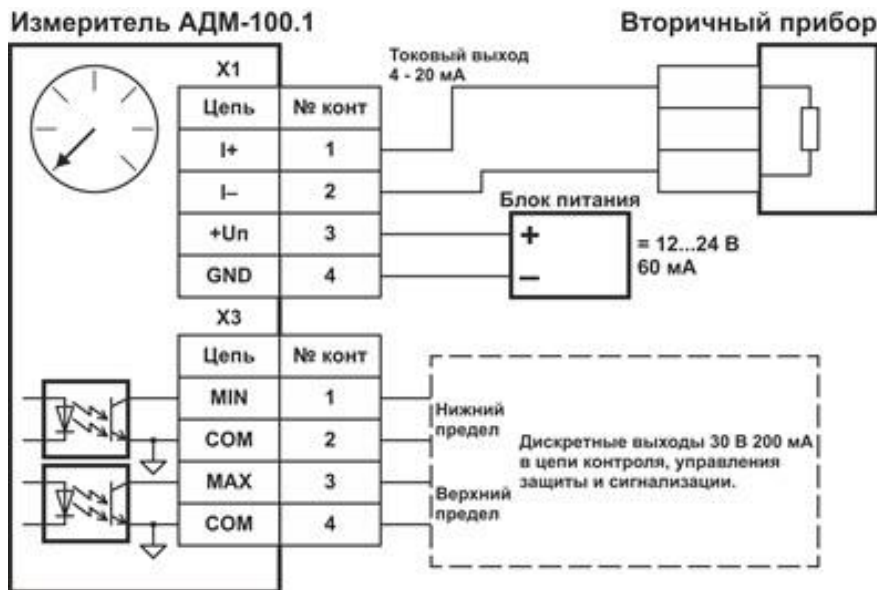 Измеритель АДМ-100.1
Вторичный прибор
Токовый выход
4 - 20 мА
X1
Цепь № конт
I+ 1
I– 2
+Uп 3
GND 4
Блок питания
+
–
= 12...24 В
60 мА
X3
Цепь № конт
MIN 1
COM 2
MAX 3
COM 4
Нижний
предел
Верхний
предел
Дискретные выходы 30 В 200 мА
в цепи контроля, управления
защиты и сигнализации.